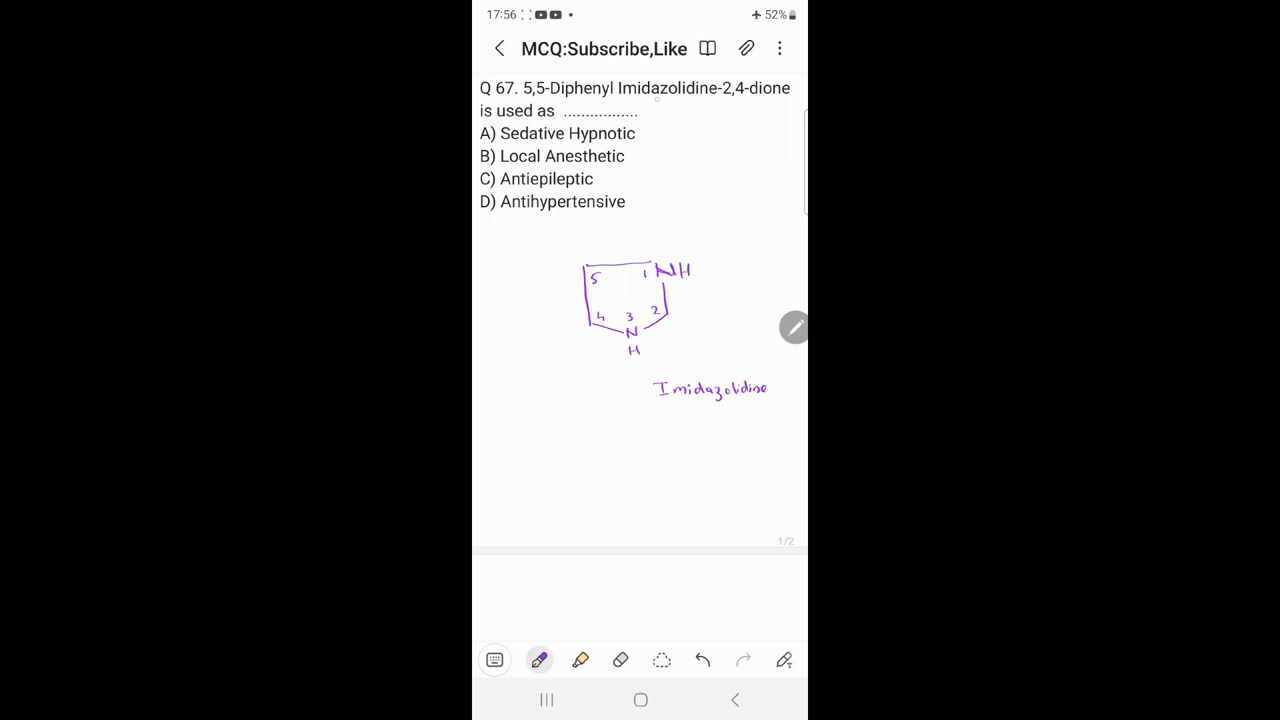 17:56 52%
MCQ:Subscribe,Like
Q 67. 5,5-Diphenyl Imidazolidine-2,4-dione
is used as .................
A) Sedative Hypnotic
B) Local Anesthetic
C) Antiepileptic
D) Antihypertensive
5 1 NH
4 3 2
N
H
Imidazolidine
1/2